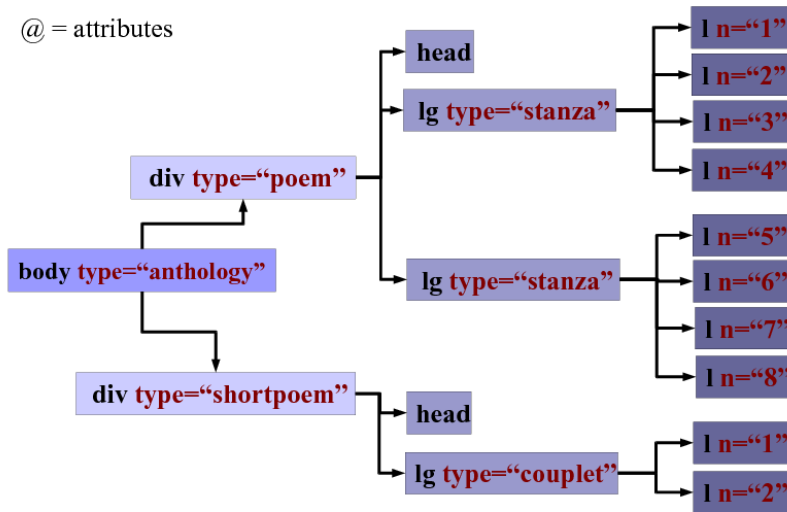 @ = attributes
body type=“anthology”
div type=“poem”
head
lg type=“stanza”
l n=“1”
l n=“2”
l n=“3”
l n=“4”
lg type=“stanza”
l n=“5”
l n=“6”
l n=“7”
l n=“8”
div type=“shortpoem”
head
lg type=“couplet”
l n=“1”
l n=“2”